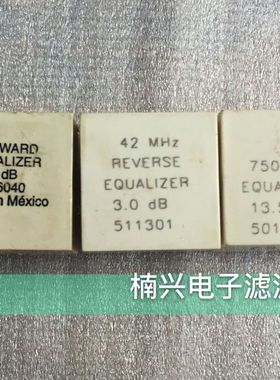 WARD
ALIZER
dB
6040
n México
42 MHz
REVERSE
EQUALIZER
3.0 dB
511301
750
EQUA
13.5
501
楠兴电子滤波